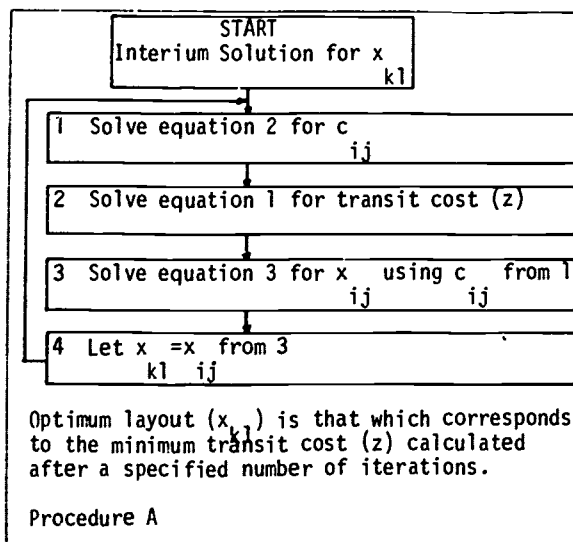 START
Interium Solution for x
kl
1 Solve equation 2 for c
ij
2 Solve equation 1 for transit cost (z)
3 Solve equation 3 for x using c from 1
ij ij
4 Let x =x from 3
kl ij
Optimum layout (x ) is that which corresponds
kl
to the minimum transit cost (z) calculated
after a specified number of iterations.
Procedure A